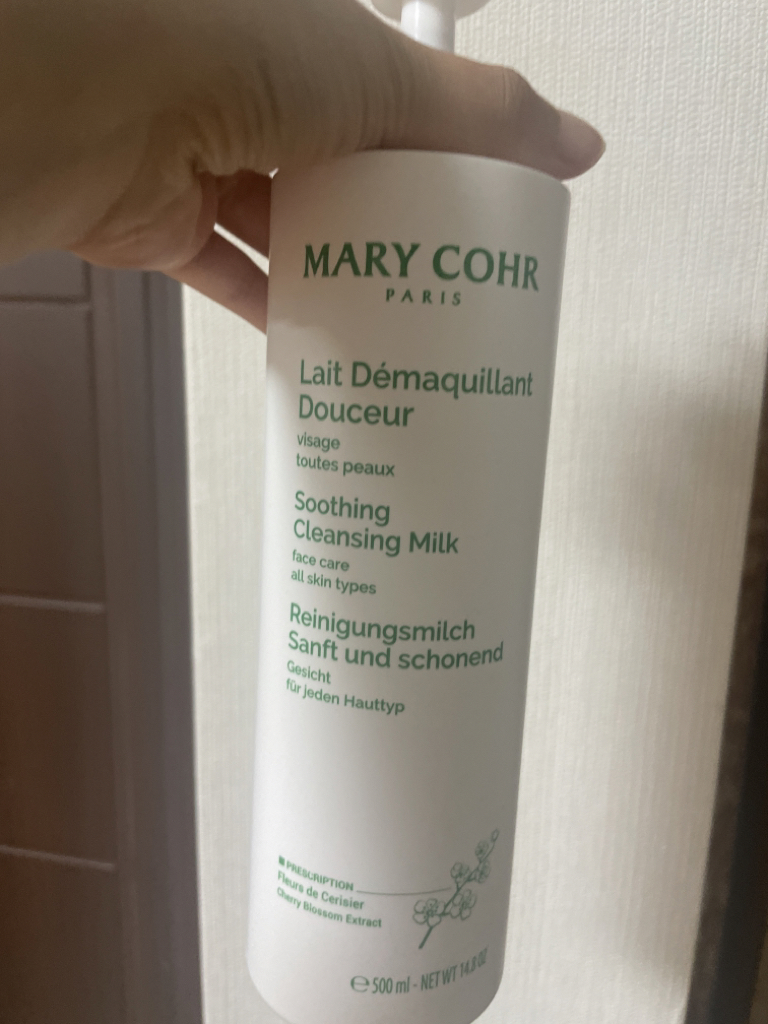 MARY COHR
PARIS
Lait Démaquillant
Douceur
visage
toutes peaux
Soothing
Cleansing Milk
face care
all skin types
Reinigungsmilch
Sanft und schonend
Gesicht
für jeden Hauttyp
PRESCRIPTION
Fleurs de Cerisier
Cherry Blossom Extract
℮ 500 ml - NET WT 14.8 OZ